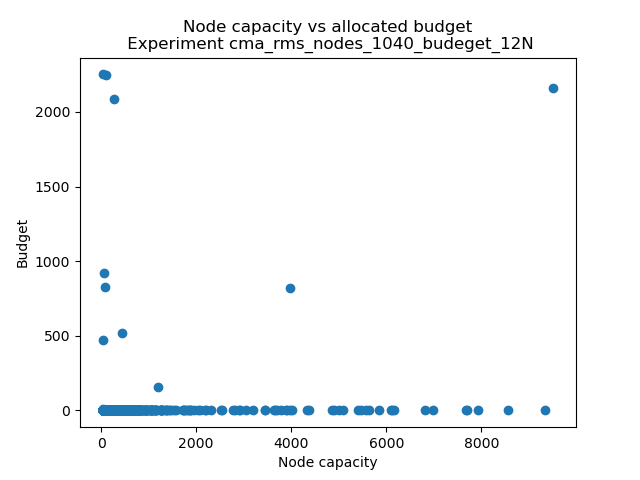 Node capacity vs allocated budget
Experiment cma_rms_nodes_1040_budeget_12N
2000
1500
1000
500
0
Budget
0 2000 4000 6000 8000
Node capacity